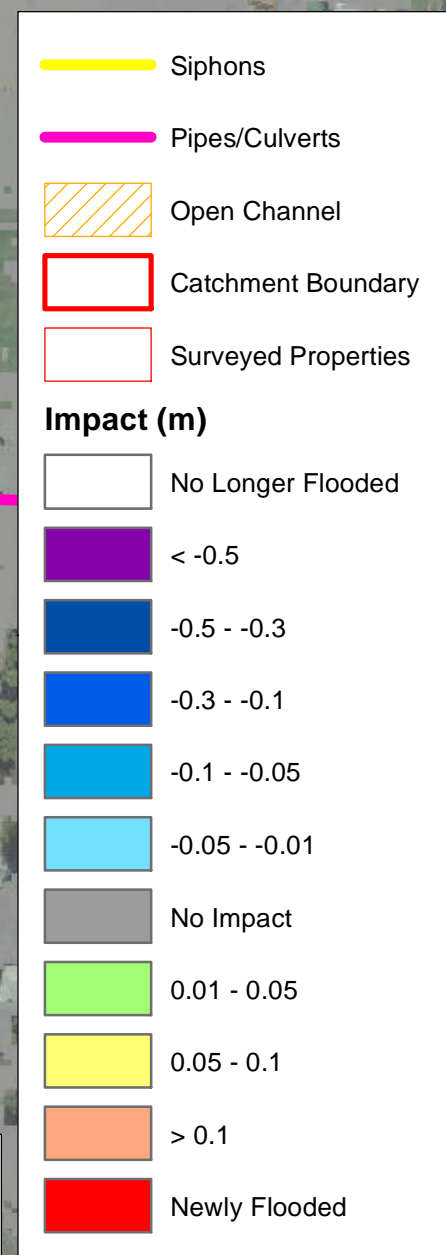 Siphons
Pipes/Culverts
Open Channel
Catchment Boundary
Surveyed Properties
Impact (m)
No Longer Flooded
< -0.5
-0.5 - -0.3
-0.3 - -0.1
-0.1 - -0.05
-0.05 - -0.01
No Impact
0.01 - 0.05
0.05 - 0.1
> 0.1
Newly Flooded